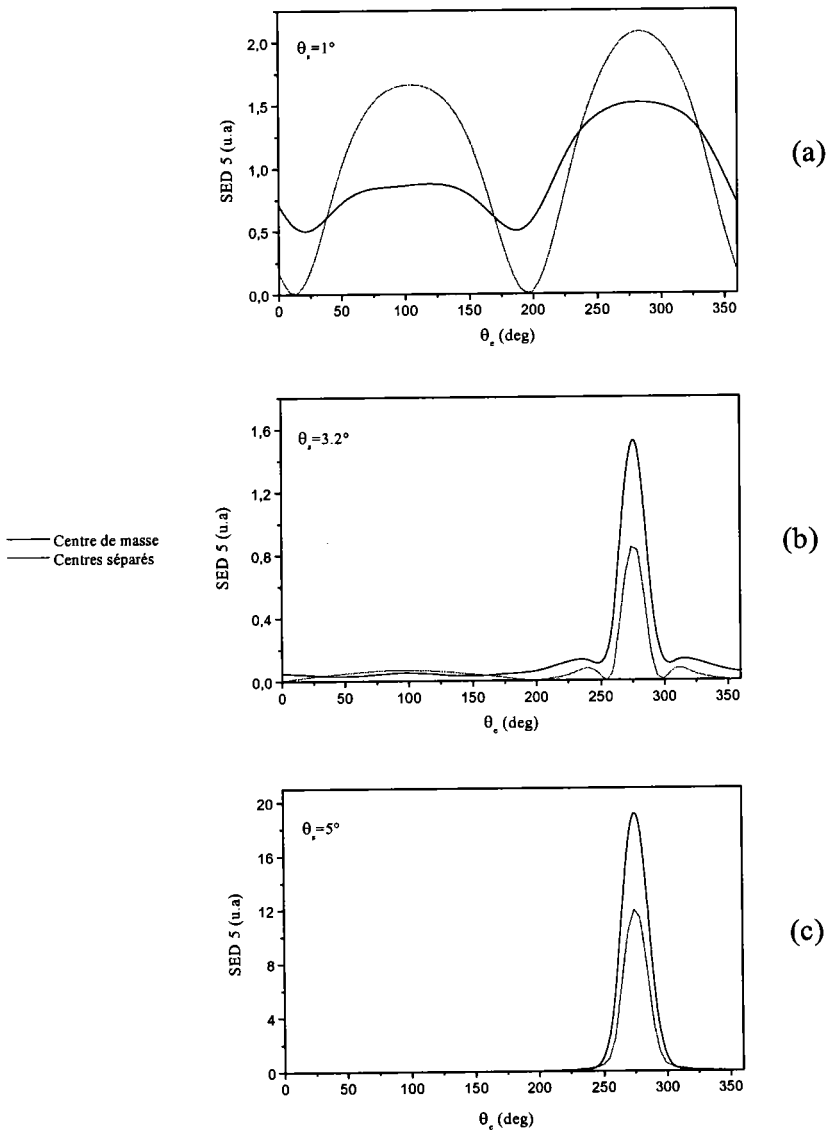 2,0
1,5
1,0
0,5
0,0
SED 5 (u.a)
θs=1°
0 50 100 150 200 250 300 350
θe (deg)
(a)
Centre de masse
Centres séparés
1,6
1,2
0,8
0,4
0,0
SED 5 (u.a)
θs=3.2°
0 50 100 150 200 250 300 350
θe (deg)
(b)
20
16
12
8
4
0
SED 5 (u.a)
θs=5°
0 50 100 150 200 250 300 350
θe (deg)
(c)